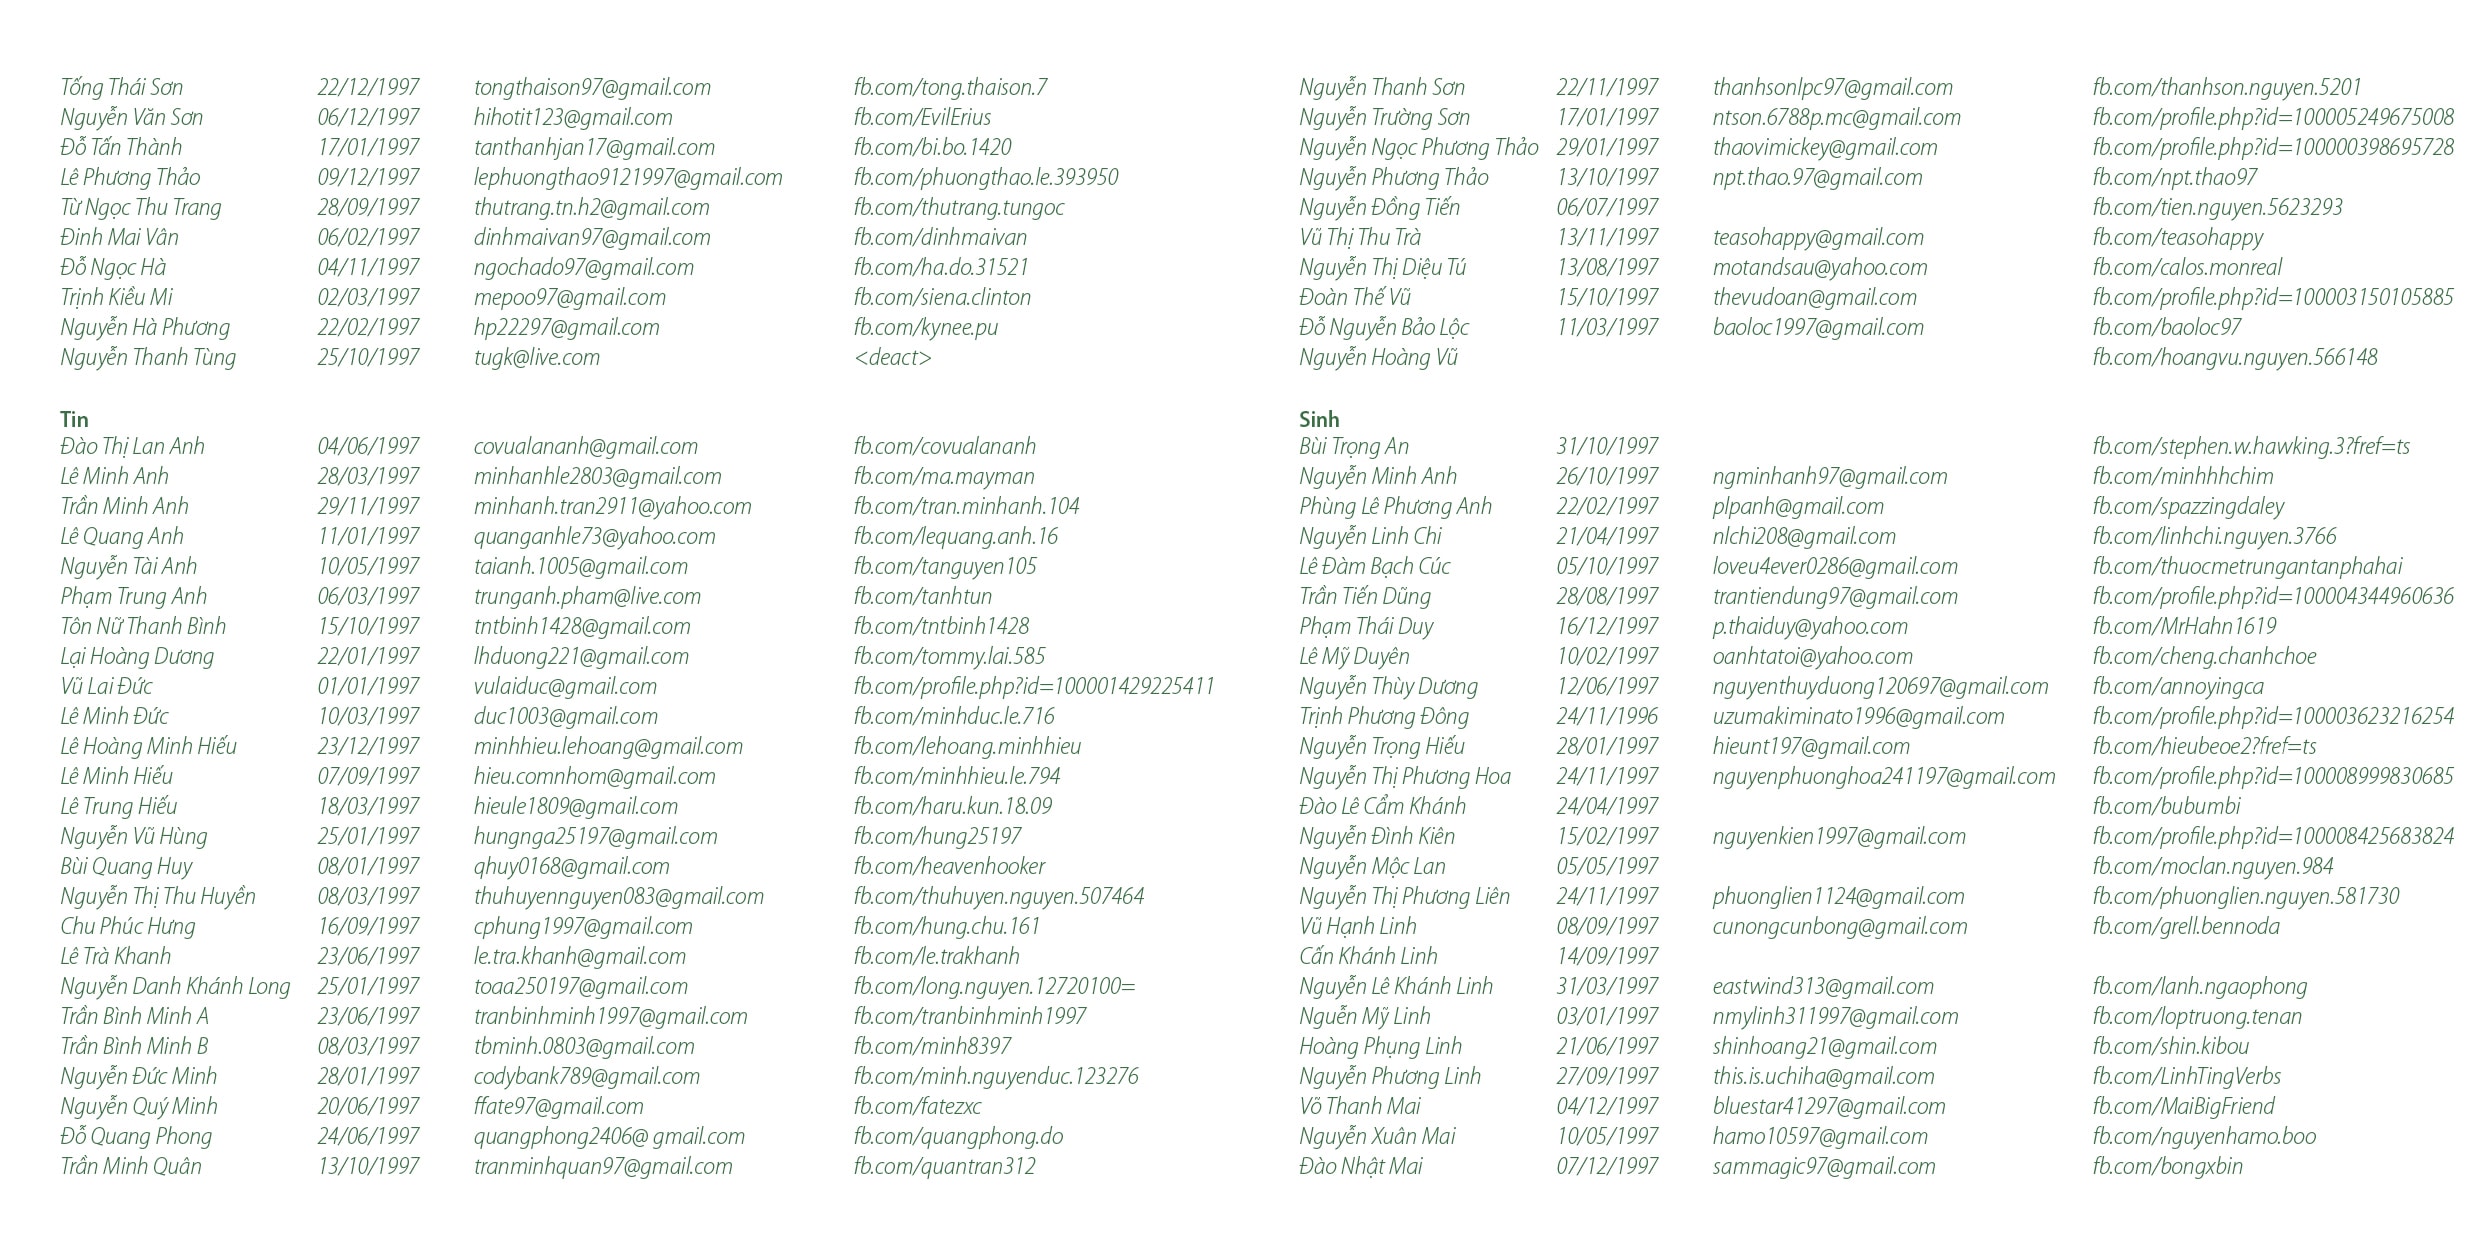 Tống Thái Sơn 22/12/1997 tongthaison97@gmail.com fb.com/tong.thaison.7
Nguyễn Văn Sơn 06/12/1997 hihotit123@gmail.com fb.com/EvilErius
Đỗ Tấn Thành 17/01/1997 tanthanhjan17@gmail.com fb.com/bi.bo.1420
Lê Phương Thảo 09/12/1997 lephuongthao9121997@gmail.com fb.com/phuongthao.le.393950
Từ Ngọc Thu Trang 28/09/1997 thutrang.tn.h2@gmail.com fb.com/thutrang.tungoc
Đinh Mai Vân 06/02/1997 dinhmaivan97@gmail.com fb.com/dinhmaivan
Đỗ Ngọc Hà 04/11/1997 ngochado97@gmail.com fb.com/ha.do.31521
Trịnh Kiều Mi 02/03/1997 mepoo97@gmail.com fb.com/siena.clinton
Nguyễn Hà Phương 22/02/1997 hp22297@gmail.com fb.com/kynee.pu
Nguyễn Thanh Tùng 25/10/1997 tugk@live.com <deact>
Tin
Đào Thị Lan Anh 04/06/1997 covualananh@gmail.com fb.com/covualananh
Lê Minh Anh 28/03/1997 minhanhle2803@gmail.com fb.com/ma.mayman
Trần Minh Anh 29/11/1997 minhanh.tran2911@yahoo.com fb.com/tran.minhanh.104
Lê Quang Anh 11/01/1997 quanganhle73@yahoo.com fb.com/lequang.anh.16
Nguyễn Tài Anh 10/05/1997 taianh.1005@gmail.com fb.com/tanguyen105
Phạm Trung Anh 06/03/1997 trunganh.pham@live.com fb.com/tanhtun
Tôn Nữ Thanh Bình 15/10/1997 tntbinh1428@gmail.com fb.com/tntbinh1428
Lại Hoàng Dương 22/01/1997 lhduong221@gmail.com fb.com/tommy.lai.585
Vũ Lai Đức 01/01/1997 vulaiduc@gmail.com fb.com/profile.php?id=100001429225411
Lê Minh Đức 10/03/1997 duc1003@gmail.com fb.com/minhduc.le.716
Lê Hoàng Minh Hiếu 23/12/1997 minhhieu.lehoang@gmail.com fb.com/lehoang.minhhieu
Lê Minh Hiếu 07/09/1997 hieu.comnhom@gmail.com fb.com/minhhieu.le.794
Lê Trung Hiếu 18/03/1997 hieule1809@gmail.com fb.com/haru.kun.18.09
Nguyễn Vũ Hùng 25/01/1997 hungnga25197@gmail.com fb.com/hung25197
Bùi Quang Huy 08/01/1997 qhuy0168@gmail.com fb.com/heavenhooker
Nguyễn Thị Thu Huyền 08/03/1997 thuhuyennguyen083@gmail.com fb.com/thuhuyen.nguyen.507464
Chu Phúc Hưng 16/09/1997 cphung1997@gmail.com fb.com/hung.chu.161
Lê Trà Khanh 23/06/1997 le.tra.khanh@gmail.com fb.com/le.trakhanh
Nguyễn Danh Khánh Long 25/01/1997 toaa250197@gmail.com fb.com/long.nguyen.12720100=
Trần Bình Minh A 23/06/1997 tranbinhminh1997@gmail.com fb.com/tranbinhminh1997
Trần Bình Minh B 08/03/1997 tbminh.0803@gmail.com fb.com/minh8397
Nguyễn Đức Minh 28/01/1997 codybank789@gmail.com fb.com/minh.nguyenduc.123276
Nguyễn Quý Minh 20/06/1997 ffate97@gmail.com fb.com/fatezxc
Đỗ Quang Phong 24/06/1997 quangphong2406@ gmail.com fb.com/quangphong.do
Trần Minh Quân 13/10/1997 tranminhquan97@gmail.com fb.com/quantran312
Nguyễn Thanh Sơn 22/11/1997 thanhsonlpc97@gmail.com fb.com/thanhson.nguyen.5201
Nguyễn Trường Sơn 17/01/1997 ntson.6788p.mc@gmail.com fb.com/profile.php?id=100005249675008
Nguyễn Ngọc Phương Thảo 29/01/1997 thaovimickey@gmail.com fb.com/profile.php?id=100000398695728
Nguyễn Phương Thảo 13/10/1997 npt.thao.97@gmail.com fb.com/npt.thao97
Nguyễn Đồng Tiến 06/07/1997 fb.com/tien.nguyen.5623293
Vũ Thị Thu Trà 13/11/1997 teasohappy@gmail.com fb.com/teasohappy
Nguyễn Thị Diệu Tú 13/08/1997 motandsau@yahoo.com fb.com/calos.monreal
Đoàn Thế Vũ 15/10/1997 thevudoan@gmail.com fb.com/profile.php?id=100003150105885
Đỗ Nguyễn Bảo Lộc 11/03/1997 baoloc1997@gmail.com fb.com/baoloc97
Nguyễn Hoàng Vũ fb.com/hoangvu.nguyen.566148
Sinh
Bùi Trọng An 31/10/1997 fb.com/stephen.w.hawking.3?fref=ts
Nguyễn Minh Anh 26/10/1997 ngminhanh97@gmail.com fb.com/minhhhchim
Phùng Lê Phương Anh 22/02/1997 plpanh@gmail.com fb.com/spazzingdaley
Nguyễn Linh Chi 21/04/1997 nlchi208@gmail.com fb.com/linhchi.nguyen.3766
Lê Đàm Bạch Cúc 05/10/1997 loveu4ever0286@gmail.com fb.com/thuocmetrungantanphahai
Trần Tiến Dũng 28/08/1997 trantiendung97@gmail.com fb.com/profile.php?id=100004344960636
Phạm Thái Duy 16/12/1997 p.thaiduy@yahoo.com fb.com/MrHahn1619
Lê Mỹ Duyên 10/02/1997 oanhtatoi@yahoo.com fb.com/cheng.chanhchoe
Nguyễn Thùy Dương 12/06/1997 nguyenthuyduong120697@gmail.com fb.com/annoyingca
Trịnh Phương Đông 24/11/1996 uzumakiminato1996@gmail.com fb.com/profile.php?id=100003623216254
Nguyễn Trọng Hiếu 28/01/1997 hieunt197@gmail.com fb.com/hieubeoe2?fref=ts
Nguyễn Thị Phương Hoa 24/11/1997 nguyenphuonghoa241197@gmail.com fb.com/profile.php?id=100008999830685
Đào Lê Cẩm Khánh 24/04/1997 fb.com/bubumbi
Nguyễn Đình Kiên 15/02/1997 nguyenkien1997@gmail.com fb.com/profile.php?id=100008425683824
Nguyễn Mộc Lan 05/05/1997 fb.com/moclan.nguyen.984
Nguyễn Thị Phương Liên 24/11/1997 phuonglien1124@gmail.com fb.com/phuonglien.nguyen.581730
Vũ Hạnh Linh 08/09/1997 cunongcunbong@gmail.com fb.com/grell.bennoda
Cấn Khánh Linh 14/09/1997
Nguyễn Lê Khánh Linh 31/03/1997 eastwind313@gmail.com fb.com/lanh.ngaophong
Nguễn Mỹ Linh 03/01/1997 nmylinh311997@gmail.com fb.com/loptruong.tenan
Hoàng Phụng Linh 21/06/1997 shinhoang21@gmail.com fb.com/shin.kibou
Nguyễn Phương Linh 27/09/1997 this.is.uchiha@gmail.com fb.com/LinhTingVerbs
Võ Thanh Mai 04/12/1997 bluestar41297@gmail.com fb.com/MaiBigFriend
Nguyễn Xuân Mai 10/05/1997 hamo10597@gmail.com fb.com/nguyenhamo.boo
Đào Nhật Mai 07/12/1997 sammagic97@gmail.com fb.com/bongxbin